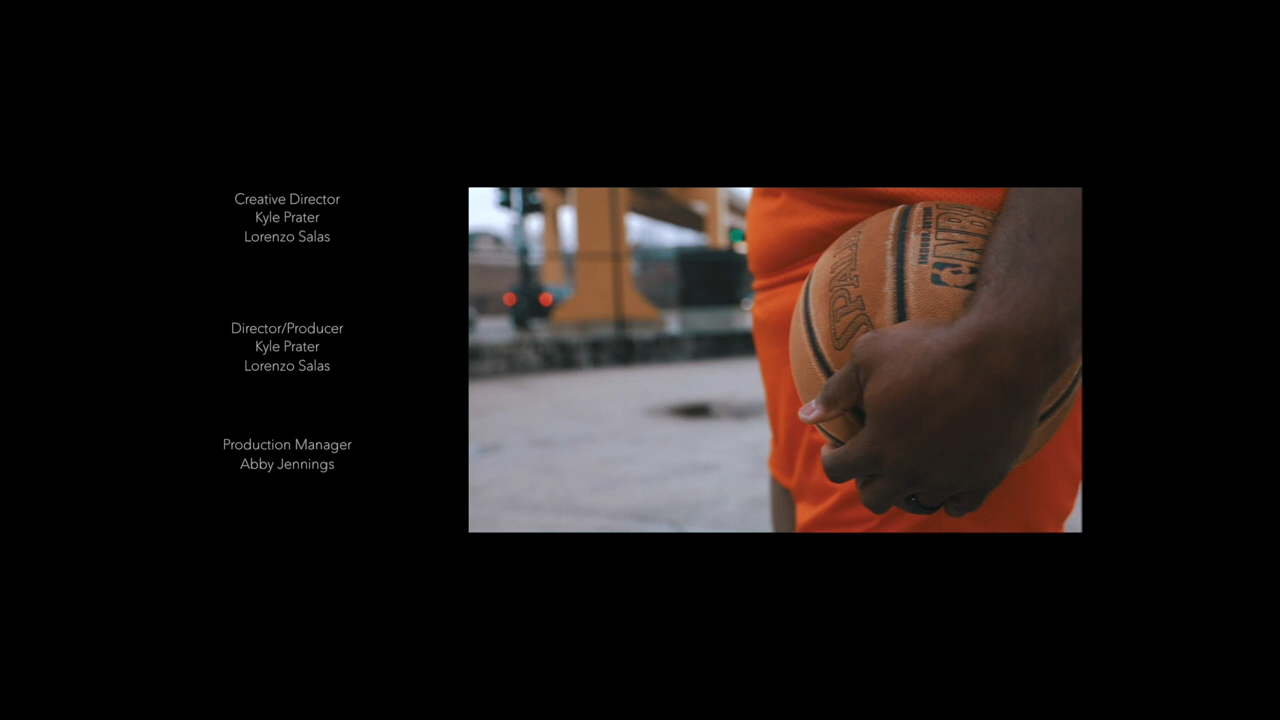 Creative Director
Kyle Prater
Lorenzo Salas
Director/Producer
Kyle Prater
Lorenzo Salas
Production Manager
Abby Jennings
SPALDING
NBA